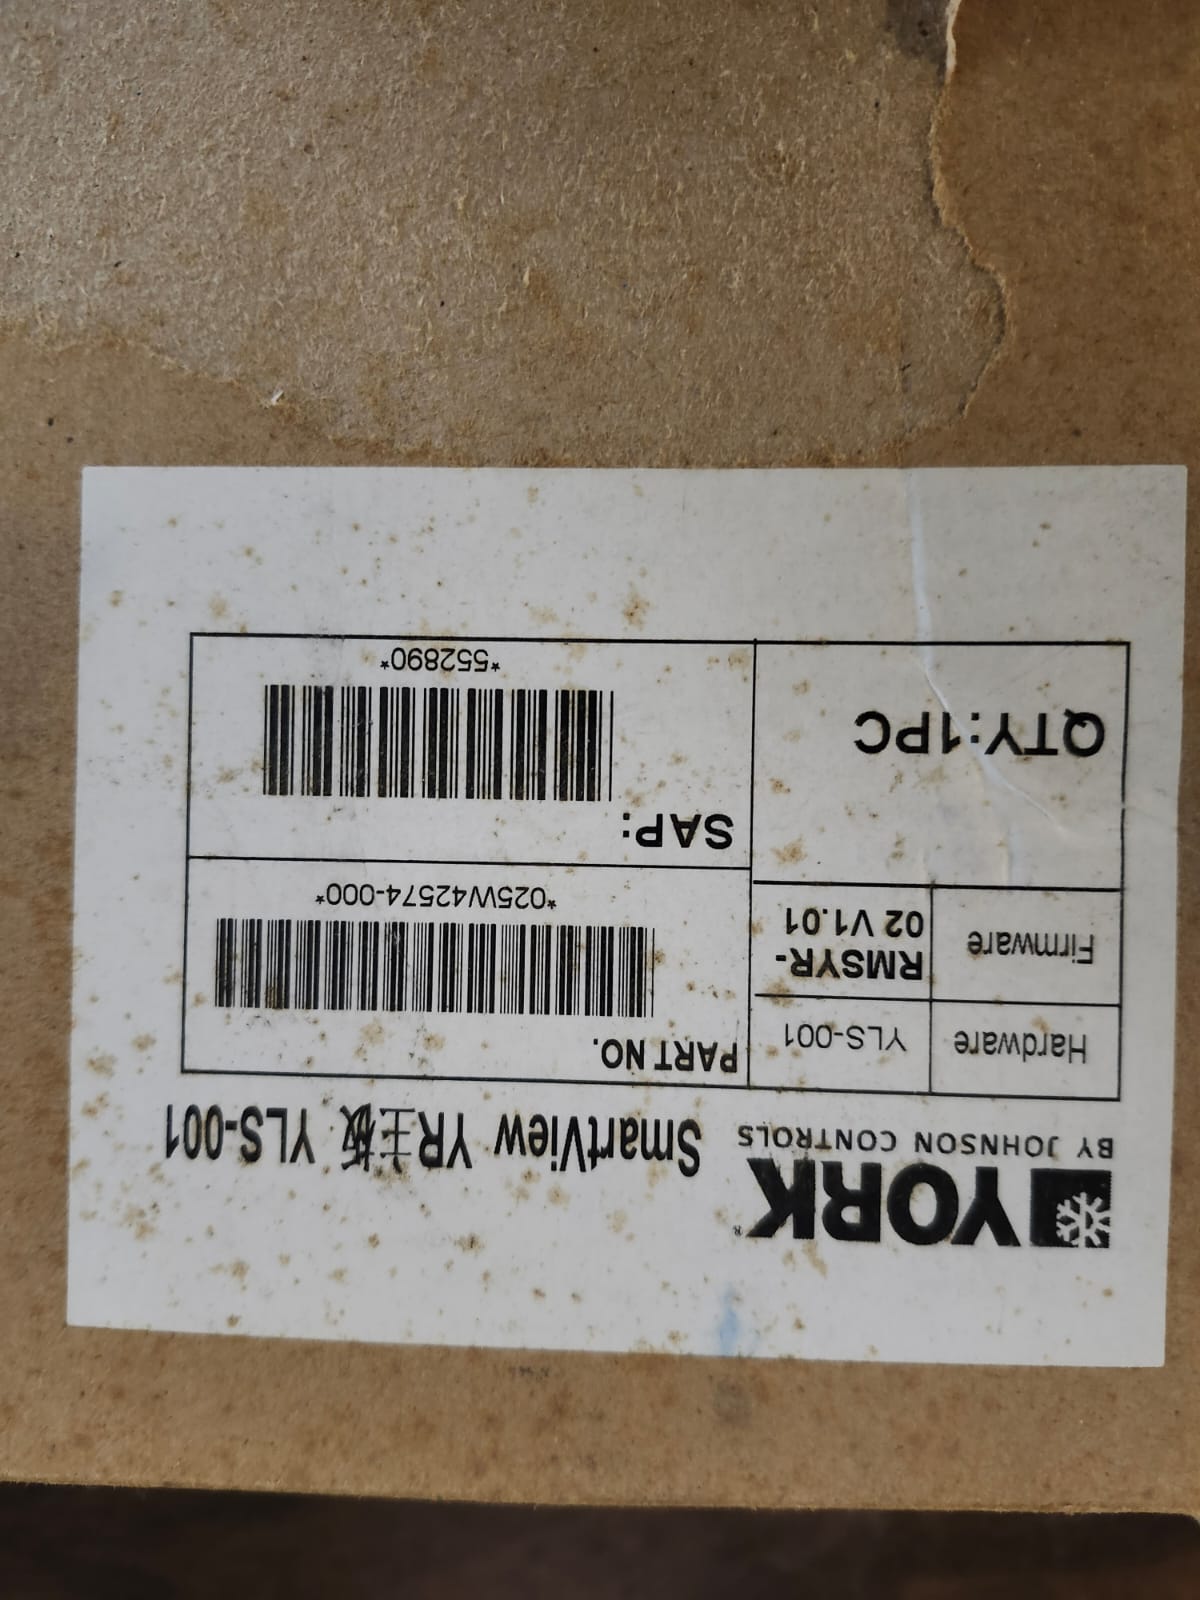 YORK®
BY JOHNSON CONTROLS
SmartView YR主板 YLS-001
Hardware YLS-001
Firmware RMSYR-
02 V1.01
QTY:1PC
PART NO.
*025W42574-000*
SAP:
*552890*